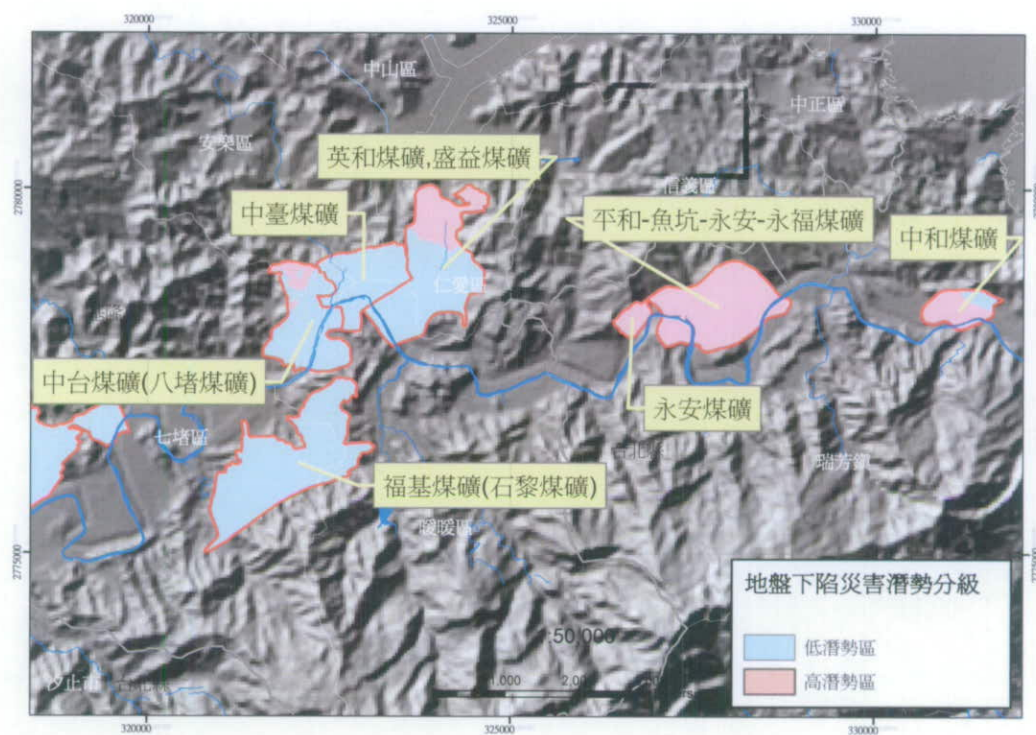 320000
325000
330000
中山區
中正區
安樂區
英和煤礦,盛益煤礦
信義區
2780000
中臺煤礦
平和-魚坑-永安-永福煤礦
中和煤礦
仁愛區
中台煤礦(八堵煤礦)
永安煤礦
七堵區
瑞芳鎮
福基煤礦(石黎煤礦)
暖暖區
2775000
地盤下陷災害潛勢分級
低潛勢區
高潛勢區
:50,000
1,000
汐止市
320000
325000
330000